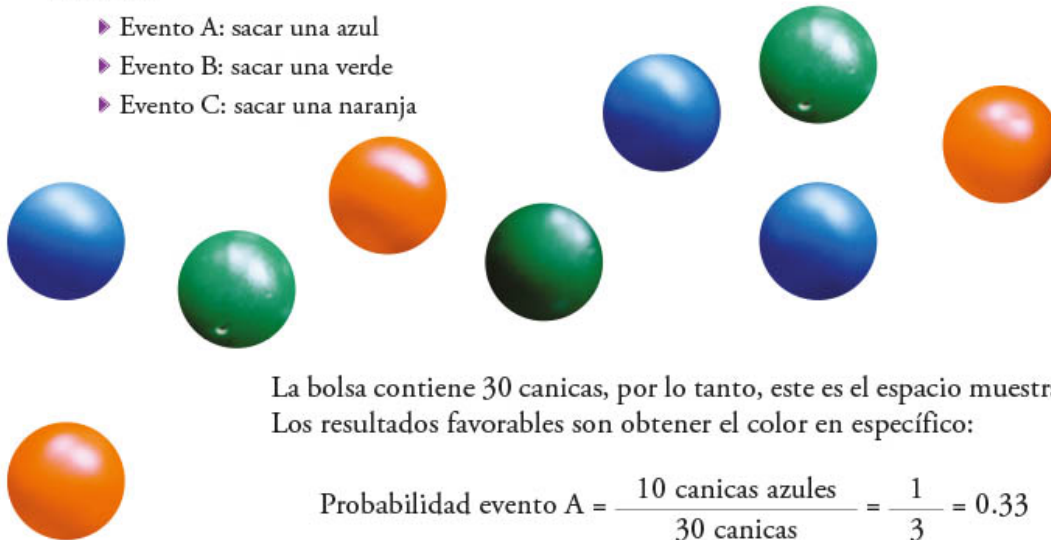 Evento A: sacar una azul
Evento B: sacar una verde
Evento C: sacar una naranja
La bolsa contiene 30 canicas, por lo tanto, este es el espacio muestr
Los resultados favorables son obtener el color en específico:
Probabilidad evento A = 10 canicas azules / 30 canicas = 1 / 3 = 0.33